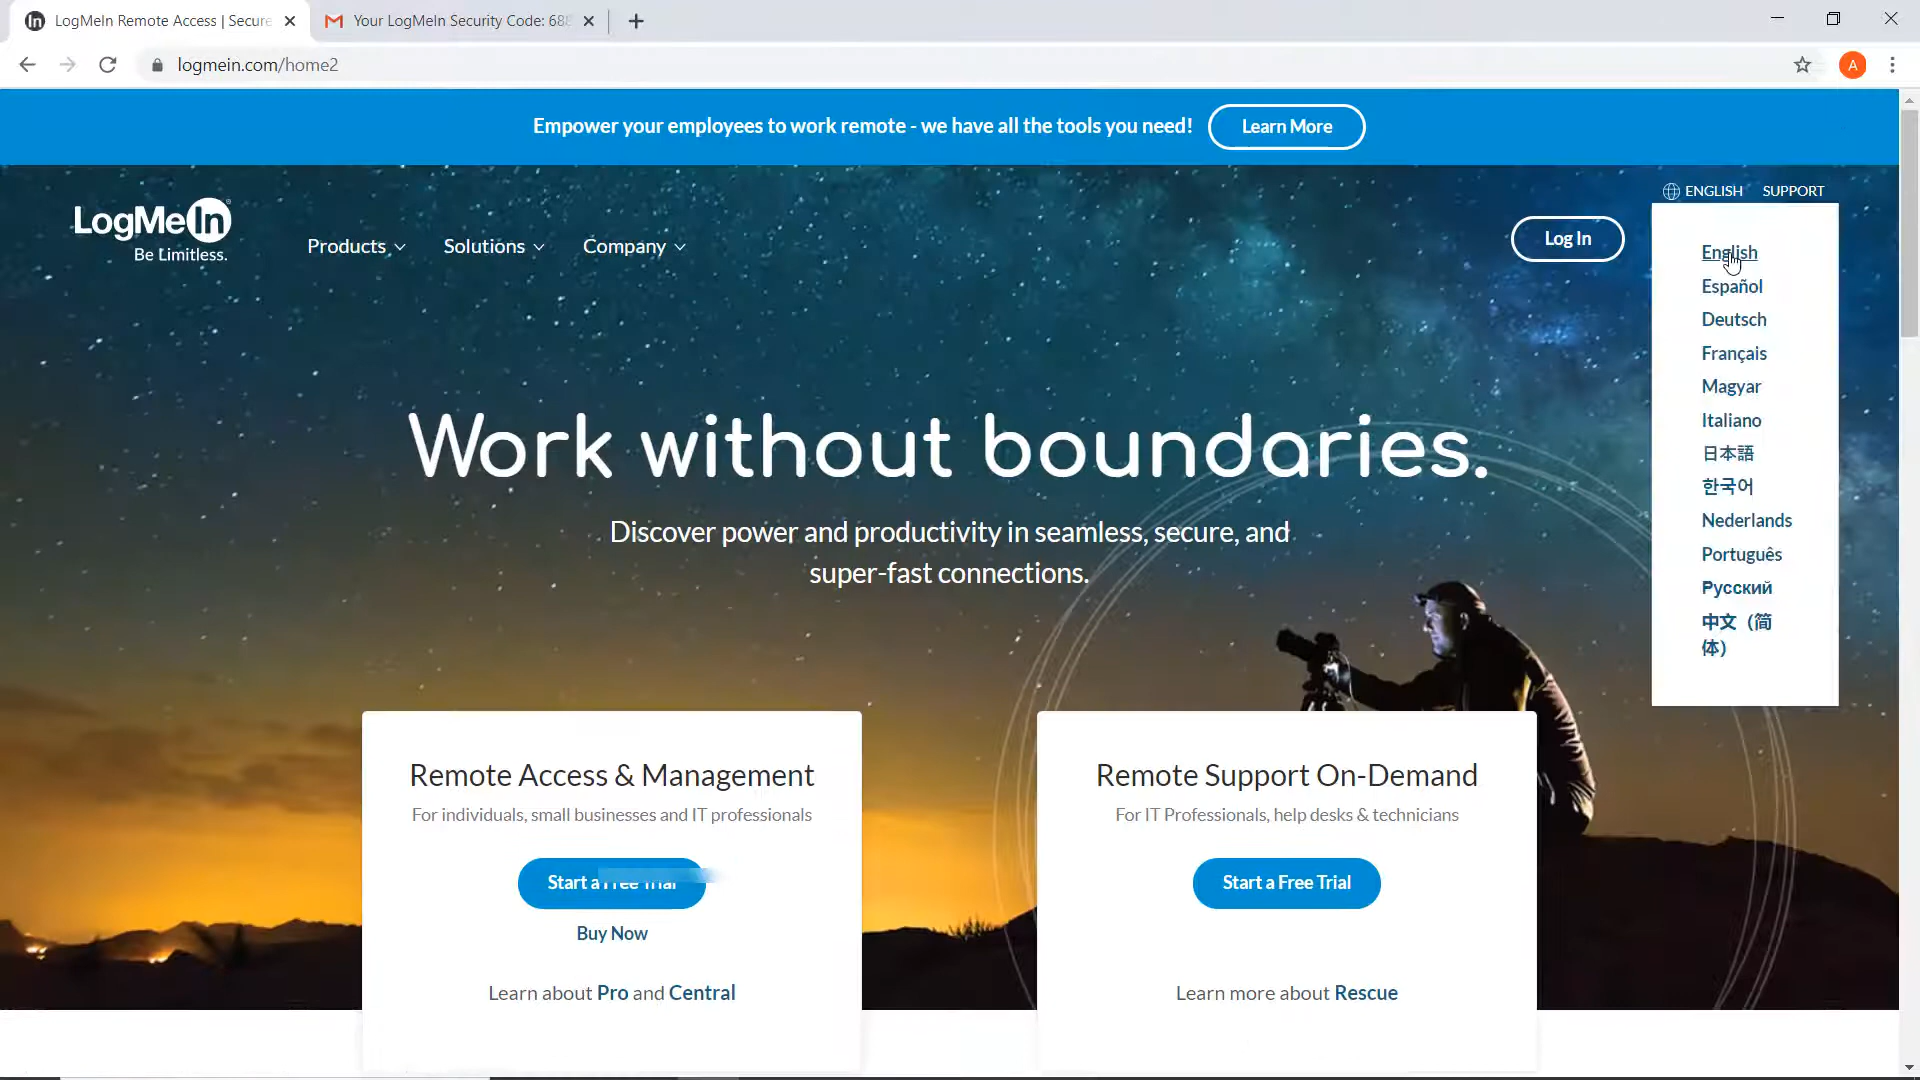 LogMeIn Remote Access | Secure
Your LogMeIn Security Code: 688
logmein.com/home2
A
Empower your employees to work remote - we have all the tools you need!
Learn More
ENGLISH SUPPORT
LogMeIn
Be Limitless.
Products
Solutions
Company
Log In
English
Español
Deutsch
Français
Magyar
Italiano
日本語
한국어
Nederlands
Português
Русский
中文（简
体）
Work without boundaries.
Discover power and productivity in seamless, secure, and
super-fast connections.
Remote Access & Management
For individuals, small businesses and IT professionals
Start a Free Trial
Buy Now
Learn about Pro and Central
Remote Support On-Demand
For IT Professionals, help desks & technicians
Start a Free Trial
Learn more about Rescue